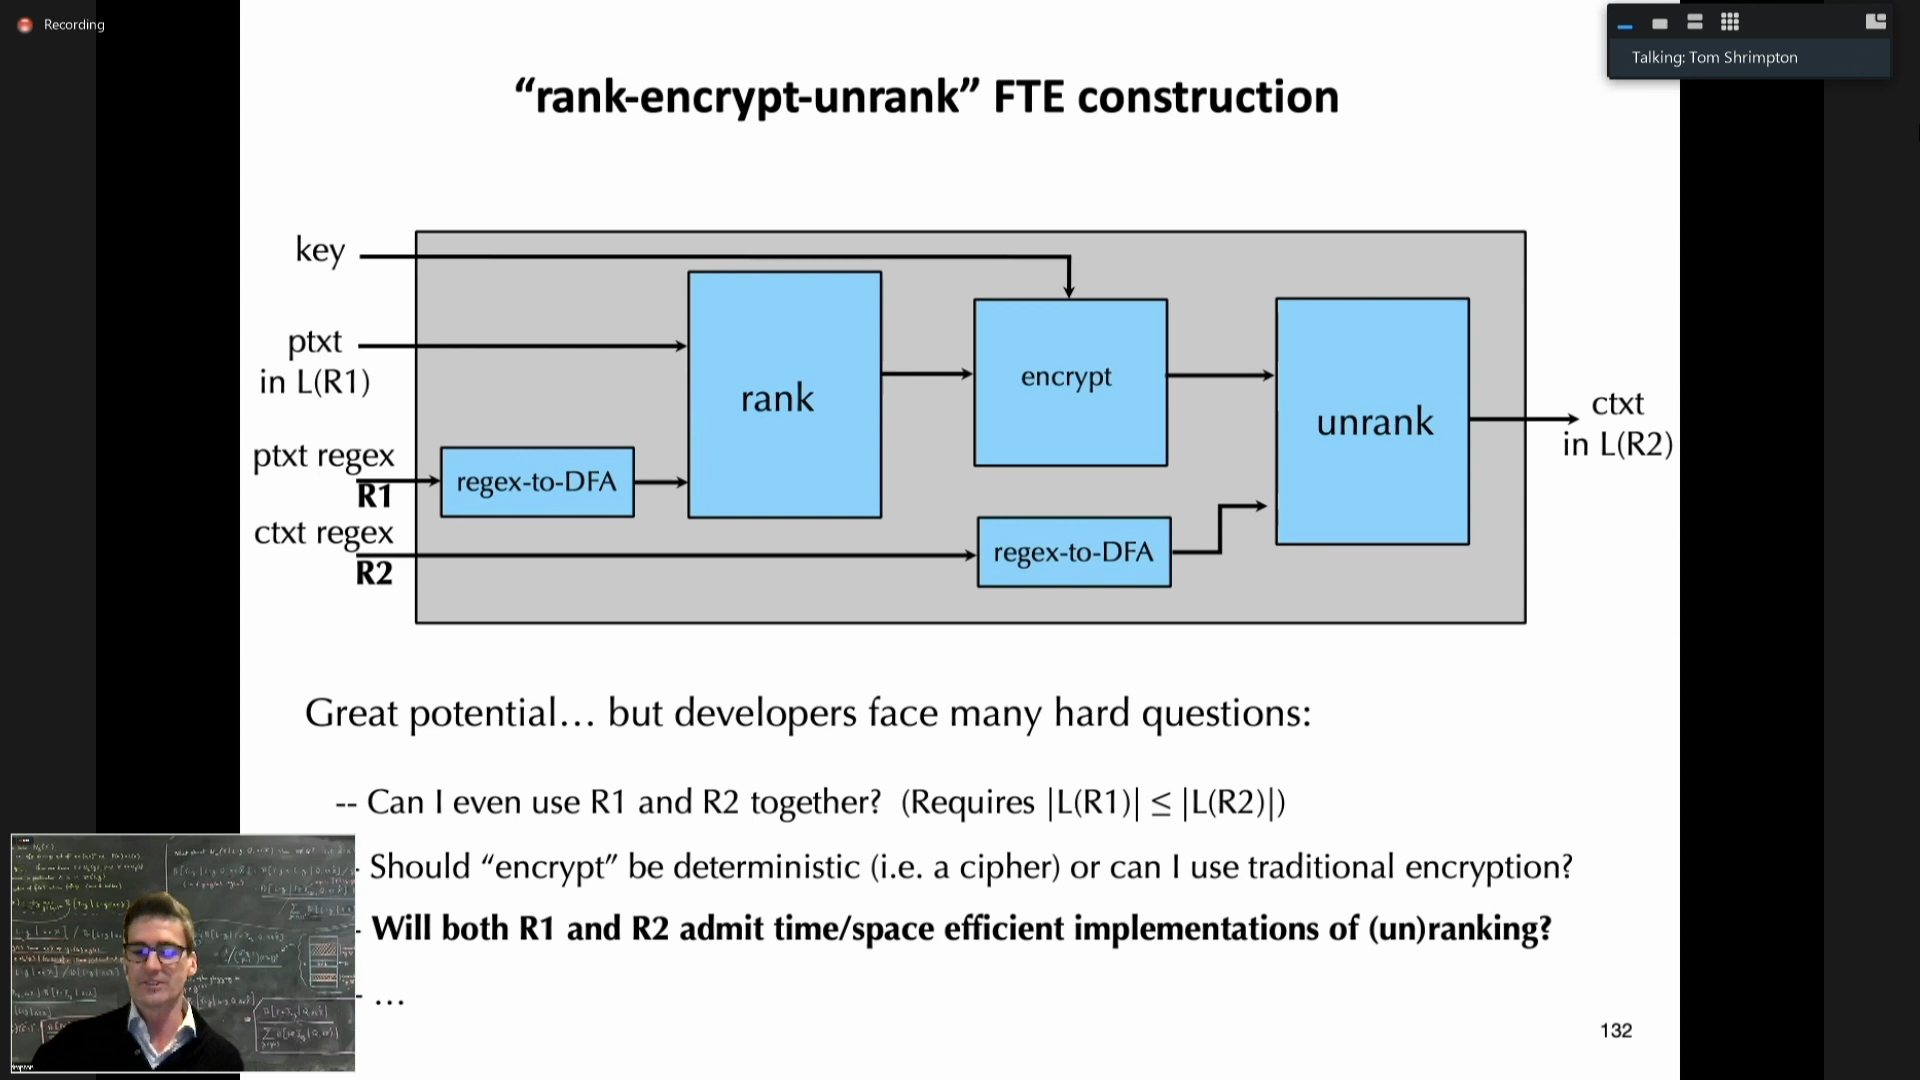 Recording
Talking: Tom Shrimpton
“rank-encrypt-unrank” FTE construction
key
ptxt
in L(R1)
ptxt regex
R1
ctxt regex
R2
regex-to-DFA
rank
encrypt
regex-to-DFA
unrank
ctxt
in L(R2)
Great potential… but developers face many hard questions:
-- Can I even use R1 and R2 together? (Requires |L(R1)| ≤ |L(R2)|)
- Should “encrypt” be deterministic (i.e. a cipher) or can I use traditional encryption?
- Will both R1 and R2 admit time/space efficient implementations of (un)ranking?
- …
132